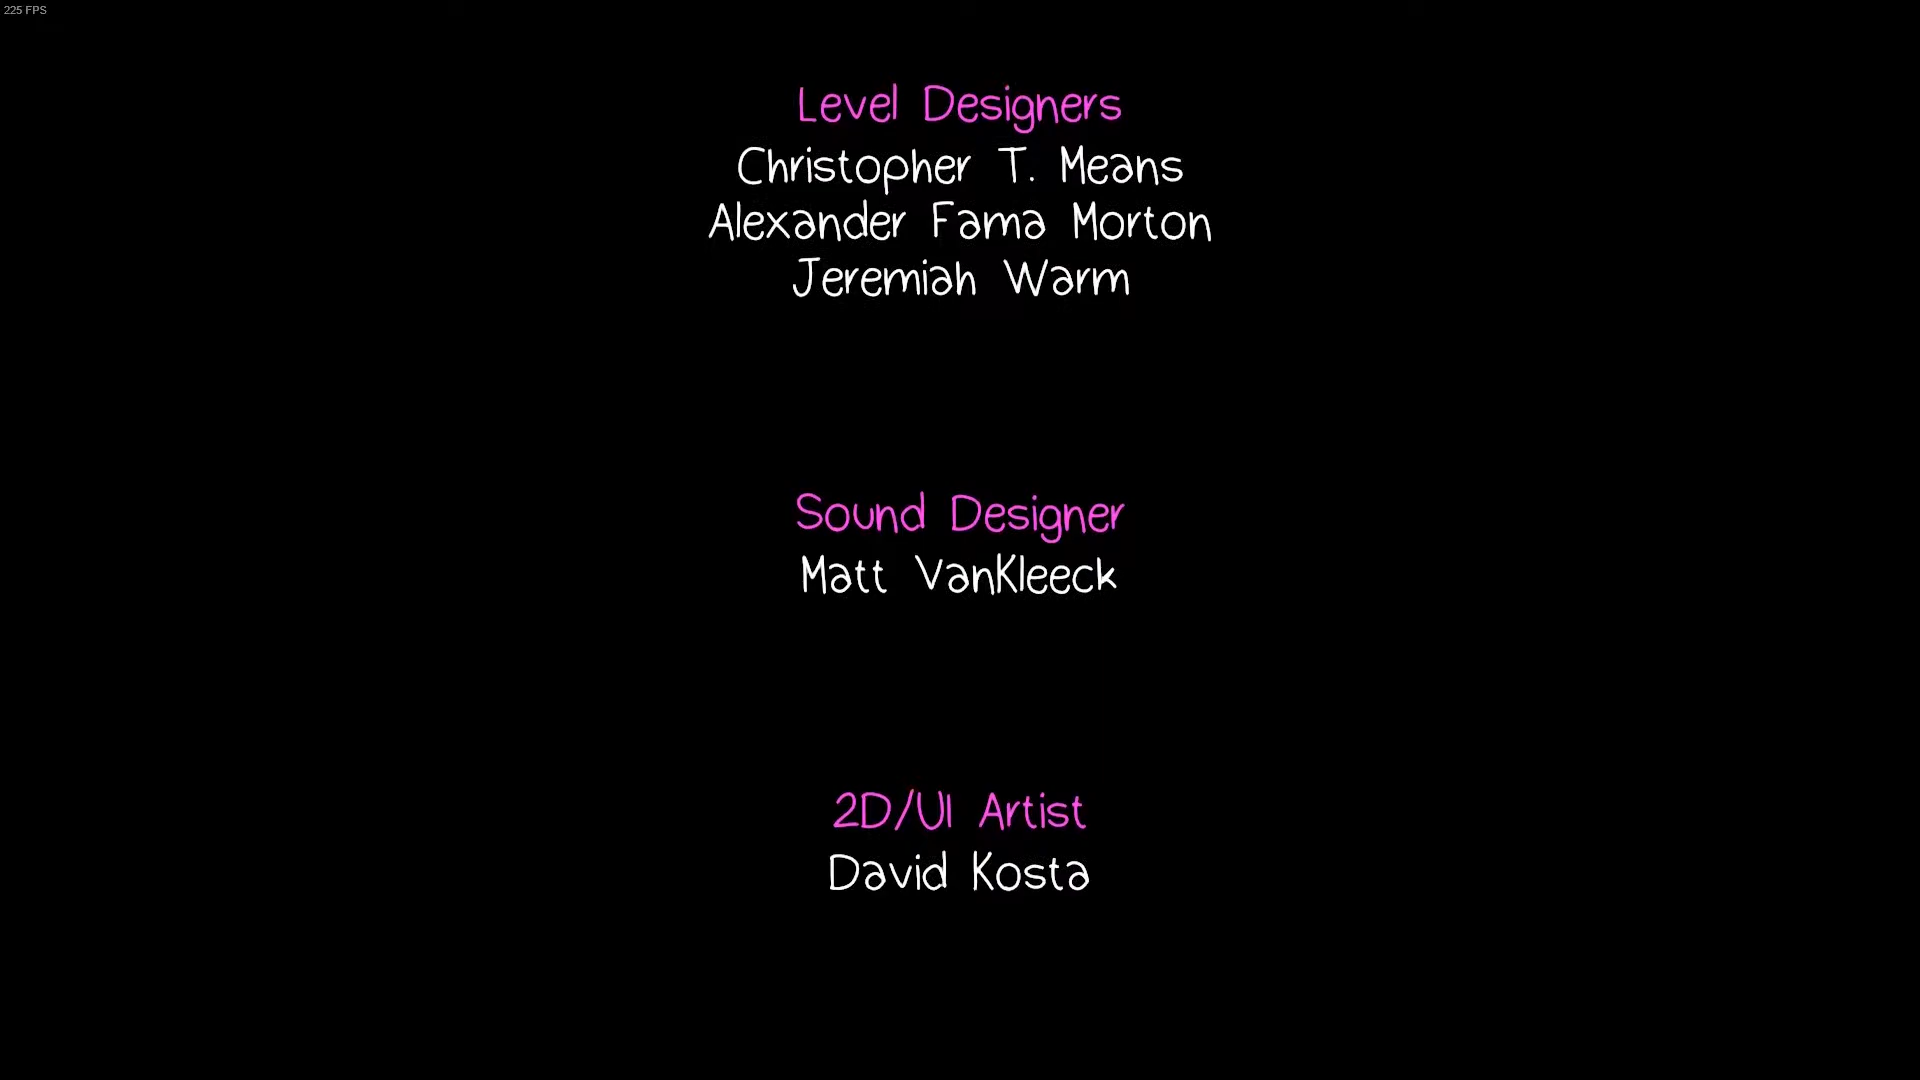 225 FPS
Level Designers
Christopher T. Means
Alexander Fama Morton
Jeremiah Warm
Sound Designer
Matt VanKleeck
2D/UI Artist
David Kosta